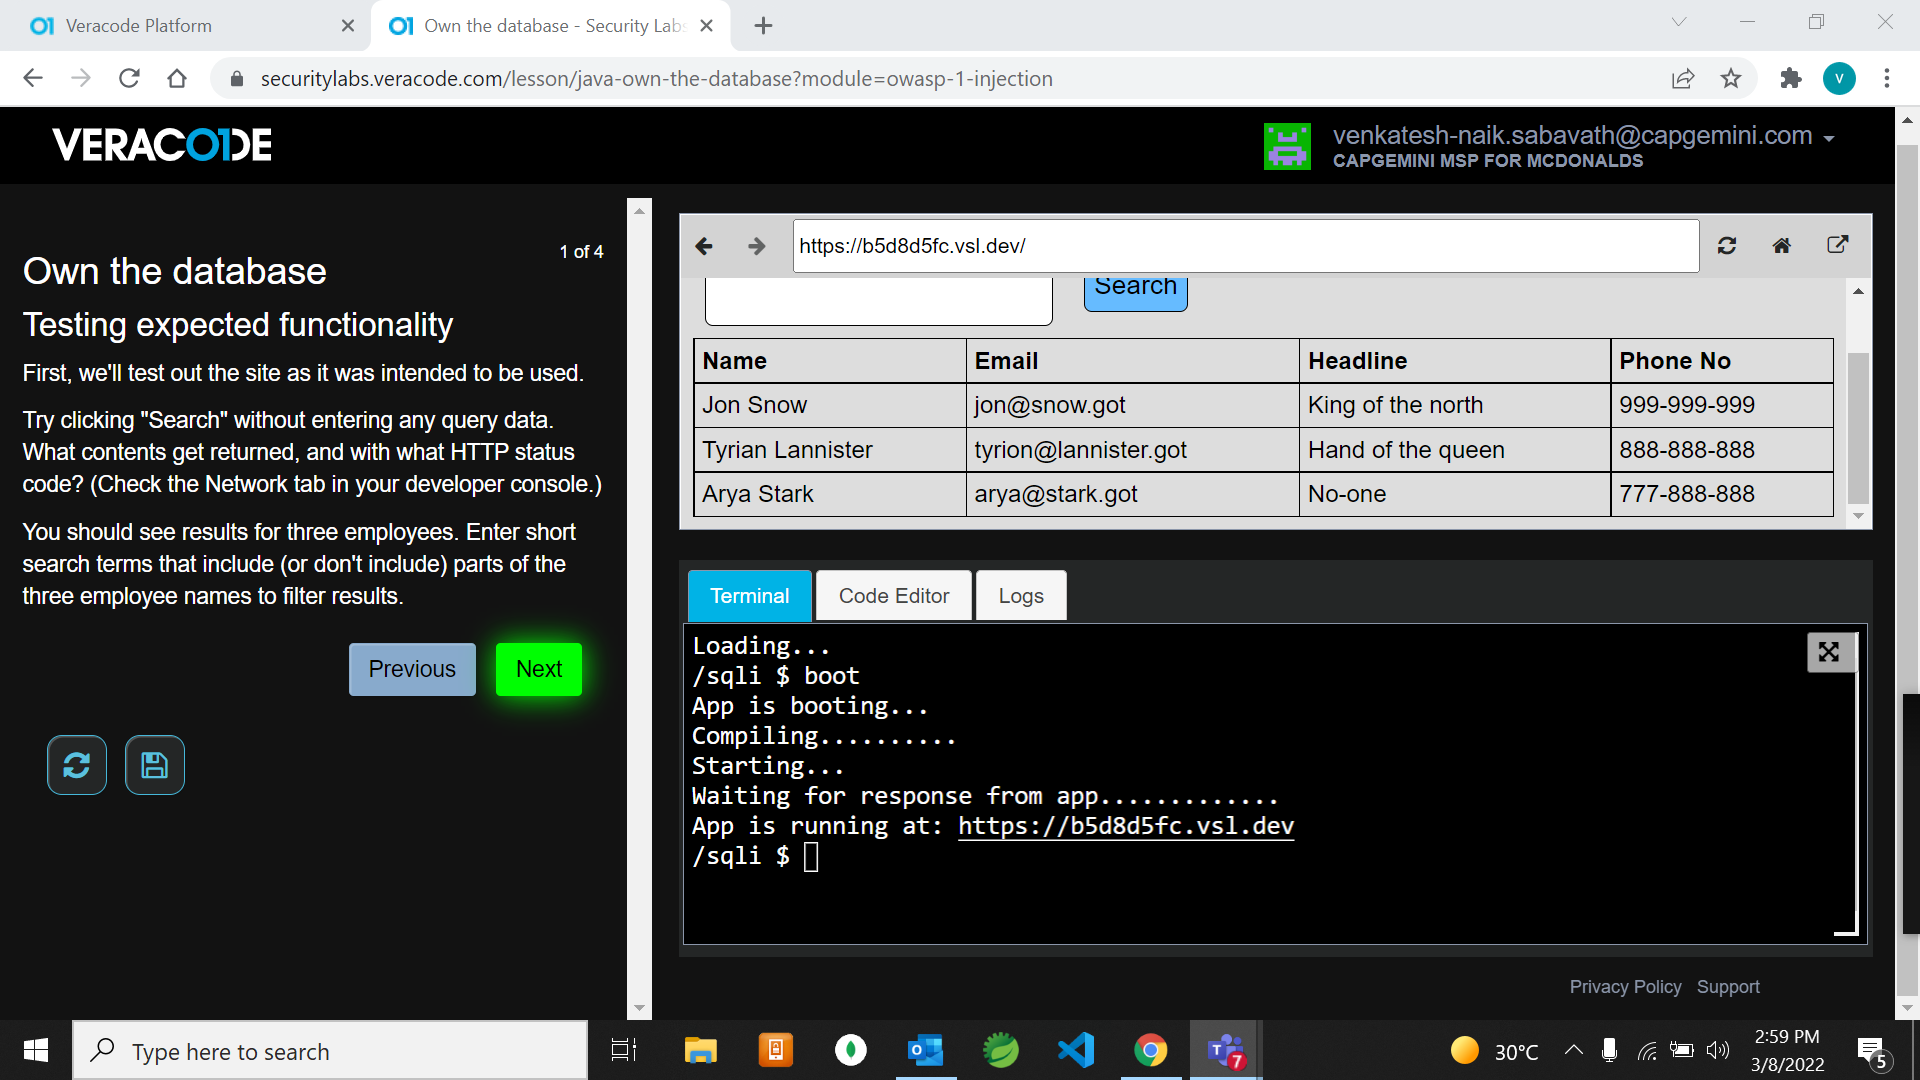 Veracode Platform
Own the database - Security Labs
securitylabs.veracode.com/lesson/java-own-the-database?module=owasp-1-injection
V
VERACODE
venkatesh-naik.sabavath@capgemini.com
CAPGEMINI MSP FOR MCDONALDS
1 of 4
Own the database
Testing expected functionality
First, we'll test out the site as it was intended to be used.
Try clicking "Search" without entering any query data.
What contents get returned, and with what HTTP status
code? (Check the Network tab in your developer console.)
You should see results for three employees. Enter short
search terms that include (or don't include) parts of the
three employee names to filter results.
Previous Next
https://b5d8d5fc.vsl.dev/
Search
Name Email Headline Phone No
Jon Snow jon@snow.got King of the north 999-999-999
Tyrian Lannister tyrion@lannister.got Hand of the queen 888-888-888
Arya Stark arya@stark.got No-one 777-888-888
Terminal Code Editor Logs
Loading...
/sqli $ boot
App is booting...
Compiling..........
Starting...
Waiting for response from app.............
App is running at: https://b5d8d5fc.vsl.dev
/sqli $
Privacy Policy Support
Type here to search
7
30°C
2:59 PM
3/8/2022
5